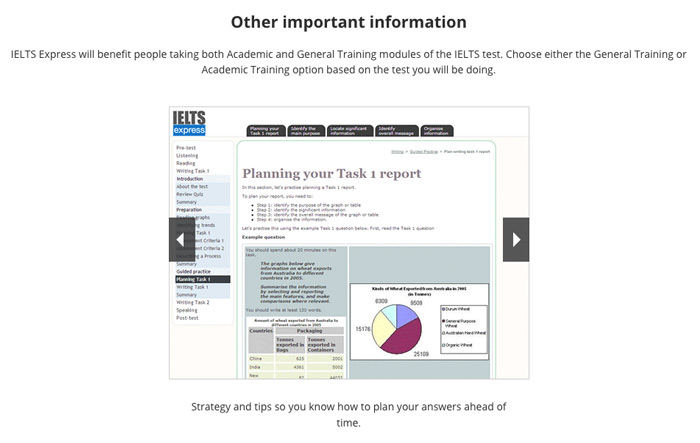 Other important information
IELTS Express will benefit people taking both Academic and General Training modules of the IELTS test. Choose either the General Training or
Academic Training option based on the test you will be doing.
IELTS
express
Planning your
Task 1 report
Identify the
main purpose
Locate significant
information
Identify
overall message
Organise
information
Pre-test
Listening
Reading
Writing Task 1
Introduction
About the test
Review Quiz
Summary
Preparation
graphs
trends
Task 1
ent Criteria 1
ent Criteria 2
a Process
Summary
Guided practice
Planning Task 1
Writing Task 1
Summary
Writing Task 2
Speaking
Post-test
Writing > Guided Practice > Plan writing task 1 report
Planning your Task 1 report
In this section, let's practise planning a Task 1 report.
To plan your report, you need to:
Step 1: identify the purpose of the graph or table
Step 2: identify the significant information
Step 3: identify the overall message of the graph or table
Step 4: organise the information.
Let's practise this using the example Task 1 question below. First, read the Task 1 question
Example question
You should spend about 20 minutes on this
task.
The graphs below give
information on wheat exports
from Australia to different
countries in 2005.
Summarise the information
by selecting and reporting
the main features, and make
comparisons where relevant.
You should write at least 150 words.
Amount of wheat exported from Australia to
different countries in 2005
Countries
Packaging
Tonnes
exported in
Bags
Tonnes
exported in
Containers
China 625 2001
India 4361 5002
New
Kinds of Wheat Exported from Australia in 2005
(in Tonnes)
6309
9509
15176
25109
Durum Wheat
General Purpose
Wheat
Australian Hard Wheat
Organic Wheat
Strategy and tips so you know how to plan your answers ahead of
time.